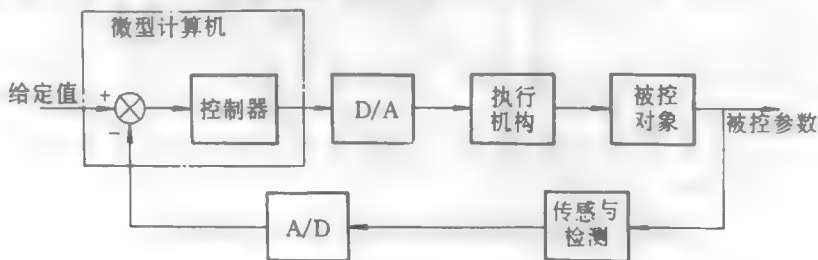 微型计算机
给定值
+
−
控制器
D/A
执行
机构
被控
对象
被控参数
A/D
传感与
检测